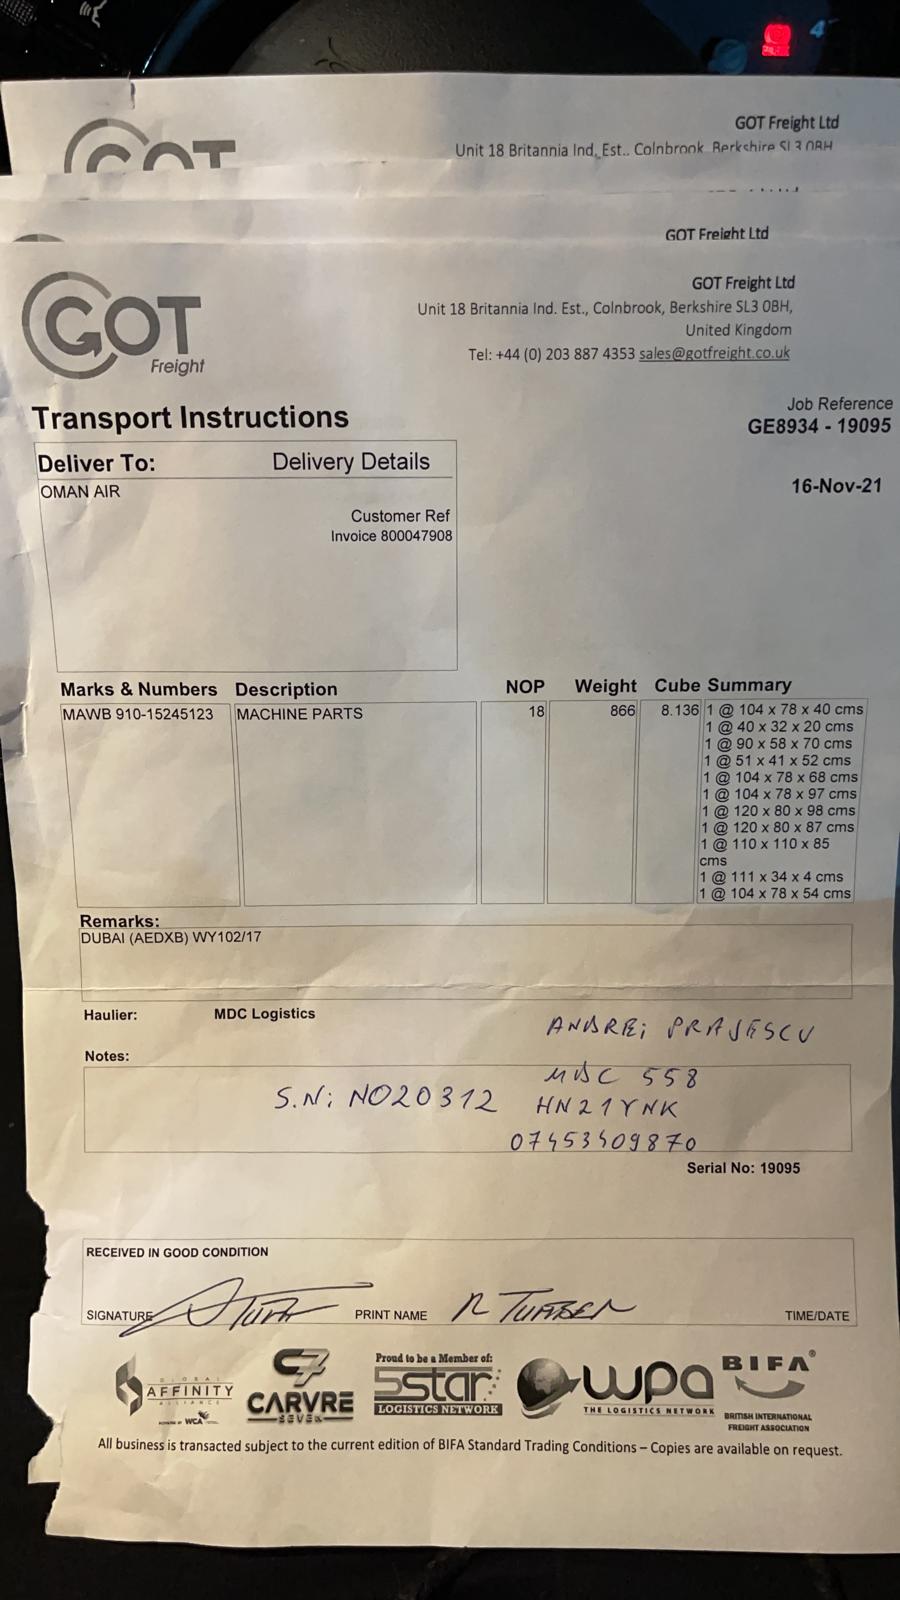 GOT Freight Ltd
Unit 18 Britannia Ind. Est., Colnbrook, Berkshire SL3 0BH
GOT
GOT Freight Ltd
GOT
Freight
GOT Freight Ltd
Unit 18 Britannia Ind. Est., Colnbrook, Berkshire SL3 0BH,
United Kingdom
Tel: +44 (0) 203 887 4353 sales@gotfreight.co.uk
Transport Instructions
Job Reference
GE8934 - 19095
Deliver To: Delivery Details
OMAN AIR
16-Nov-21
Customer Ref
Invoice 800047908
Marks & Numbers Description NOP Weight Cube Summary
MAWB 910-15245123 MACHINE PARTS 18 866 8.136 1 @ 104 x 78 x 40 cms
1 @ 40 x 32 x 20 cms
1 @ 90 x 58 x 70 cms
1 @ 51 x 41 x 52 cms
1 @ 104 x 78 x 68 cms
1 @ 104 x 78 x 97 cms
1 @ 120 x 80 x 98 cms
1 @ 120 x 80 x 87 cms
1 @ 110 x 110 x 85
cms
1 @ 111 x 34 x 4 cms
1 @ 104 x 78 x 54 cms
Remarks:
DUBAI (AEDXB) WY102/17
Haulier: MDC Logistics
ANDREi PRAJESCU
Notes:
MDC 558
S.N: NO20312 HN21YNK
07453409870
Serial No: 19095
RECEIVED IN GOOD CONDITION
SIGNATURE PRINT NAME R TURBER TIME/DATE
GLOBAL
AFFINITY
ALLIANCE
POWERED BY WCA
C7
CARVRE
SEVEN
Proud to be a Member of:
5star
LOGISTICS NETWORK
wpa
THE LOGISTICS NETWORK
BIFA®
BRITISH INTERNATIONAL
FREIGHT ASSOCIATION
All business is transacted subject to the current edition of BIFA Standard Trading Conditions – Copies are available on request.